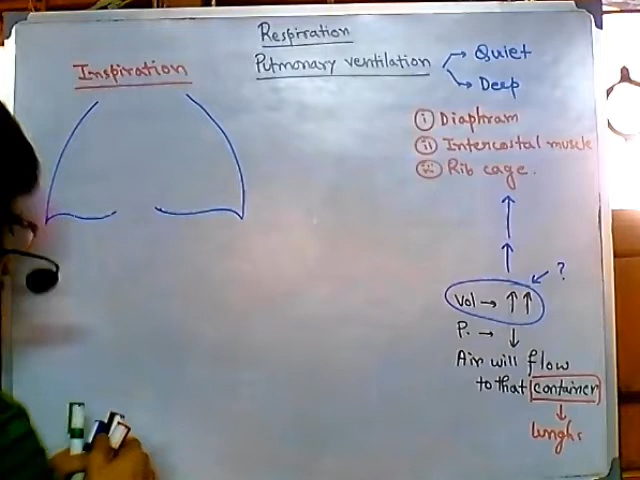 Respiration
Pulmonary ventilation → Quiet
→ Deep
Inspiration
(i) Diaphram
(ii) Intercostal muscle
(iii) Rib cage.
?
Vol → ↑↑
P. → ↓
Air will flow
to that container
↓
lungs